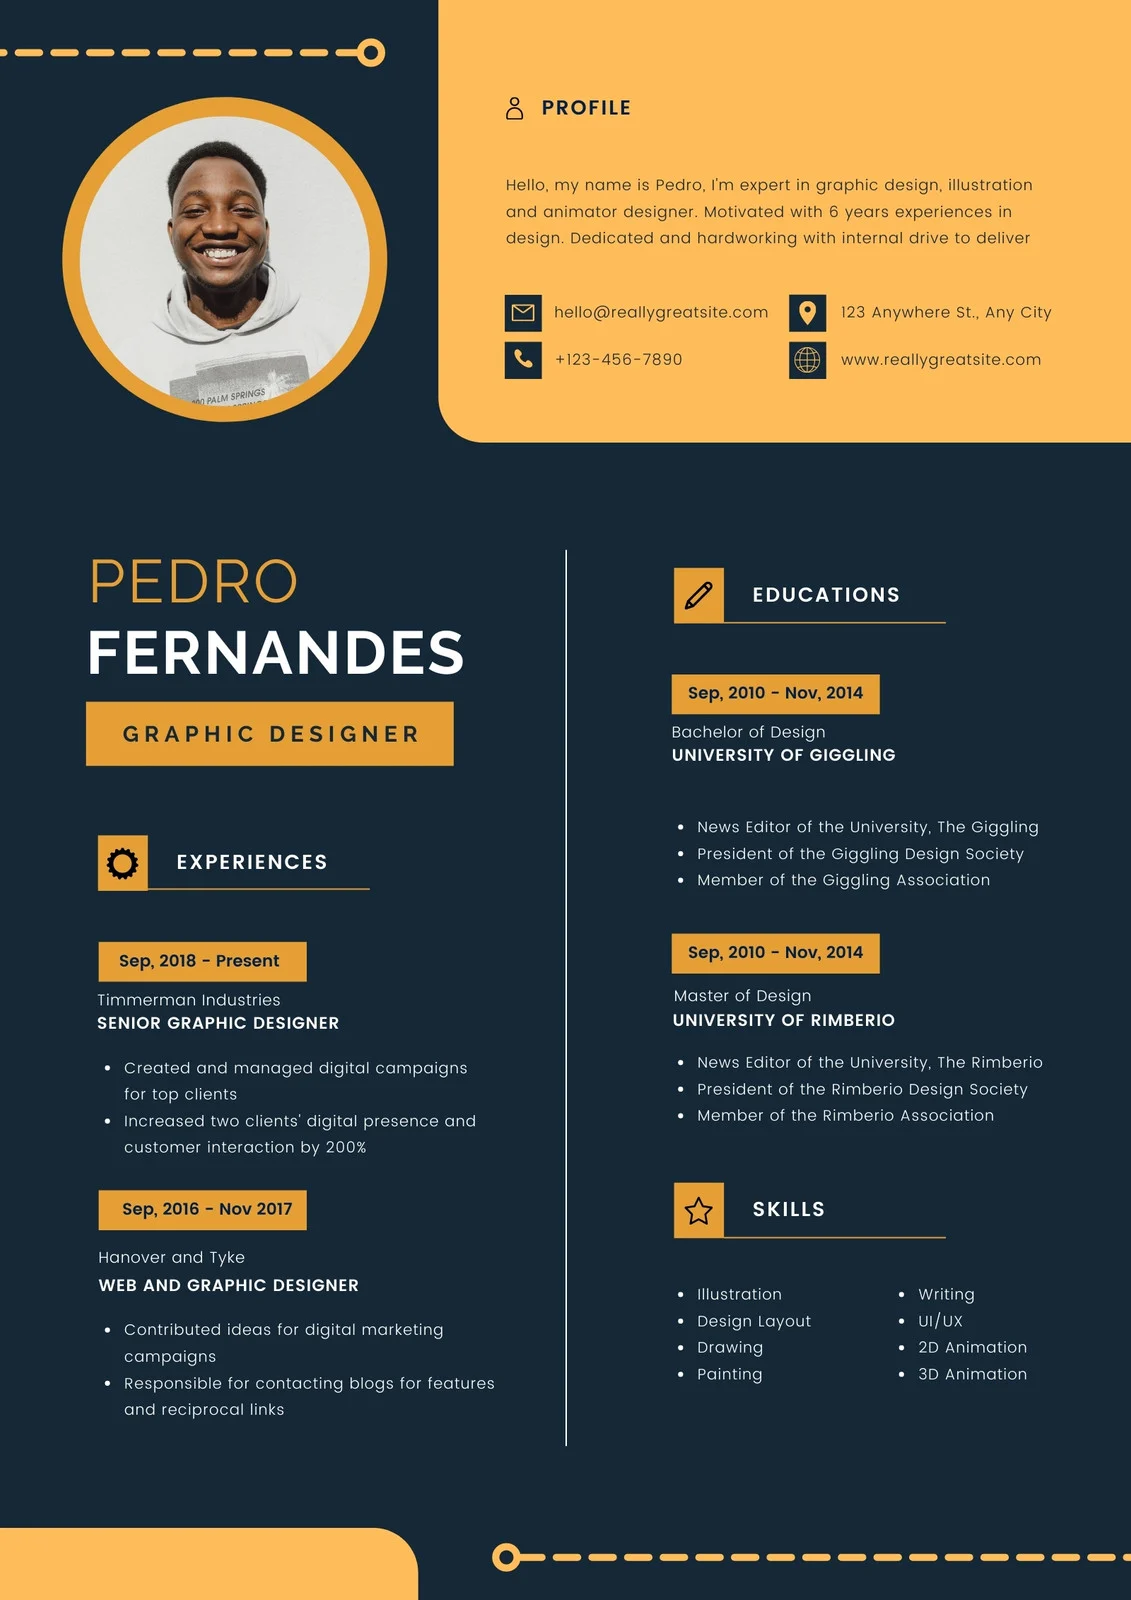 PROFILE
Hello, my name is Pedro, I'm expert in graphic design, illustration
and animator designer. Motivated with 6 years experiences in
design. Dedicated and hardworking with internal drive to deliver
hello@reallygreatsite.com
123 Anywhere St., Any City
+123-456-7890
www.reallygreatsite.com
PALM SPRINGS
PEDRO
FERNANDES
GRAPHIC DESIGNER
EXPERIENCES
Sep, 2018 - Present
Timmerman Industries
SENIOR GRAPHIC DESIGNER
• Created and managed digital campaigns
for top clients
• Increased two clients' digital presence and
customer interaction by 200%
Sep, 2016 - Nov 2017
Hanover and Tyke
WEB AND GRAPHIC DESIGNER
• Contributed ideas for digital marketing
campaigns
• Responsible for contacting blogs for features
and reciprocal links
EDUCATIONS
Sep, 2010 - Nov, 2014
Bachelor of Design
UNIVERSITY OF GIGGLING
• News Editor of the University, The Giggling
• President of the Giggling Design Society
• Member of the Giggling Association
Sep, 2010 - Nov, 2014
Master of Design
UNIVERSITY OF RIMBERIO
• News Editor of the University, The Rimberio
• President of the Rimberio Design Society
• Member of the Rimberio Association
SKILLS
• Illustration
• Design Layout
• Drawing
• Painting
• Writing
• UI/UX
• 2D Animation
• 3D Animation